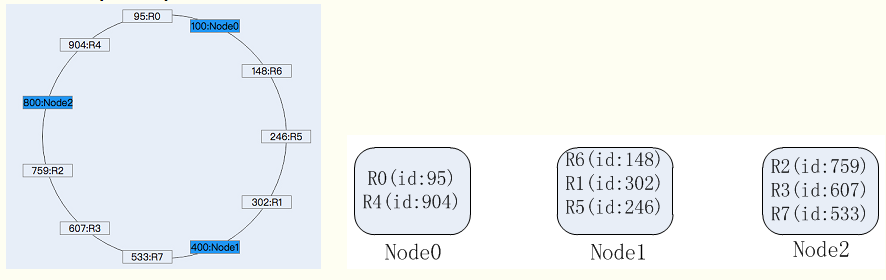 95:R0
100:Node0
904:R4
148:R6
800:Node2
246:R5
759:R2
302:R1
607:R3
400:Node1
533:R7
R0(id:95)
R4(id:904)
Node0
R6(id:148)
R1(id:302)
R5(id:246)
Node1
R2(id:759)
R3(id:607)
R7(id:533)
Node2